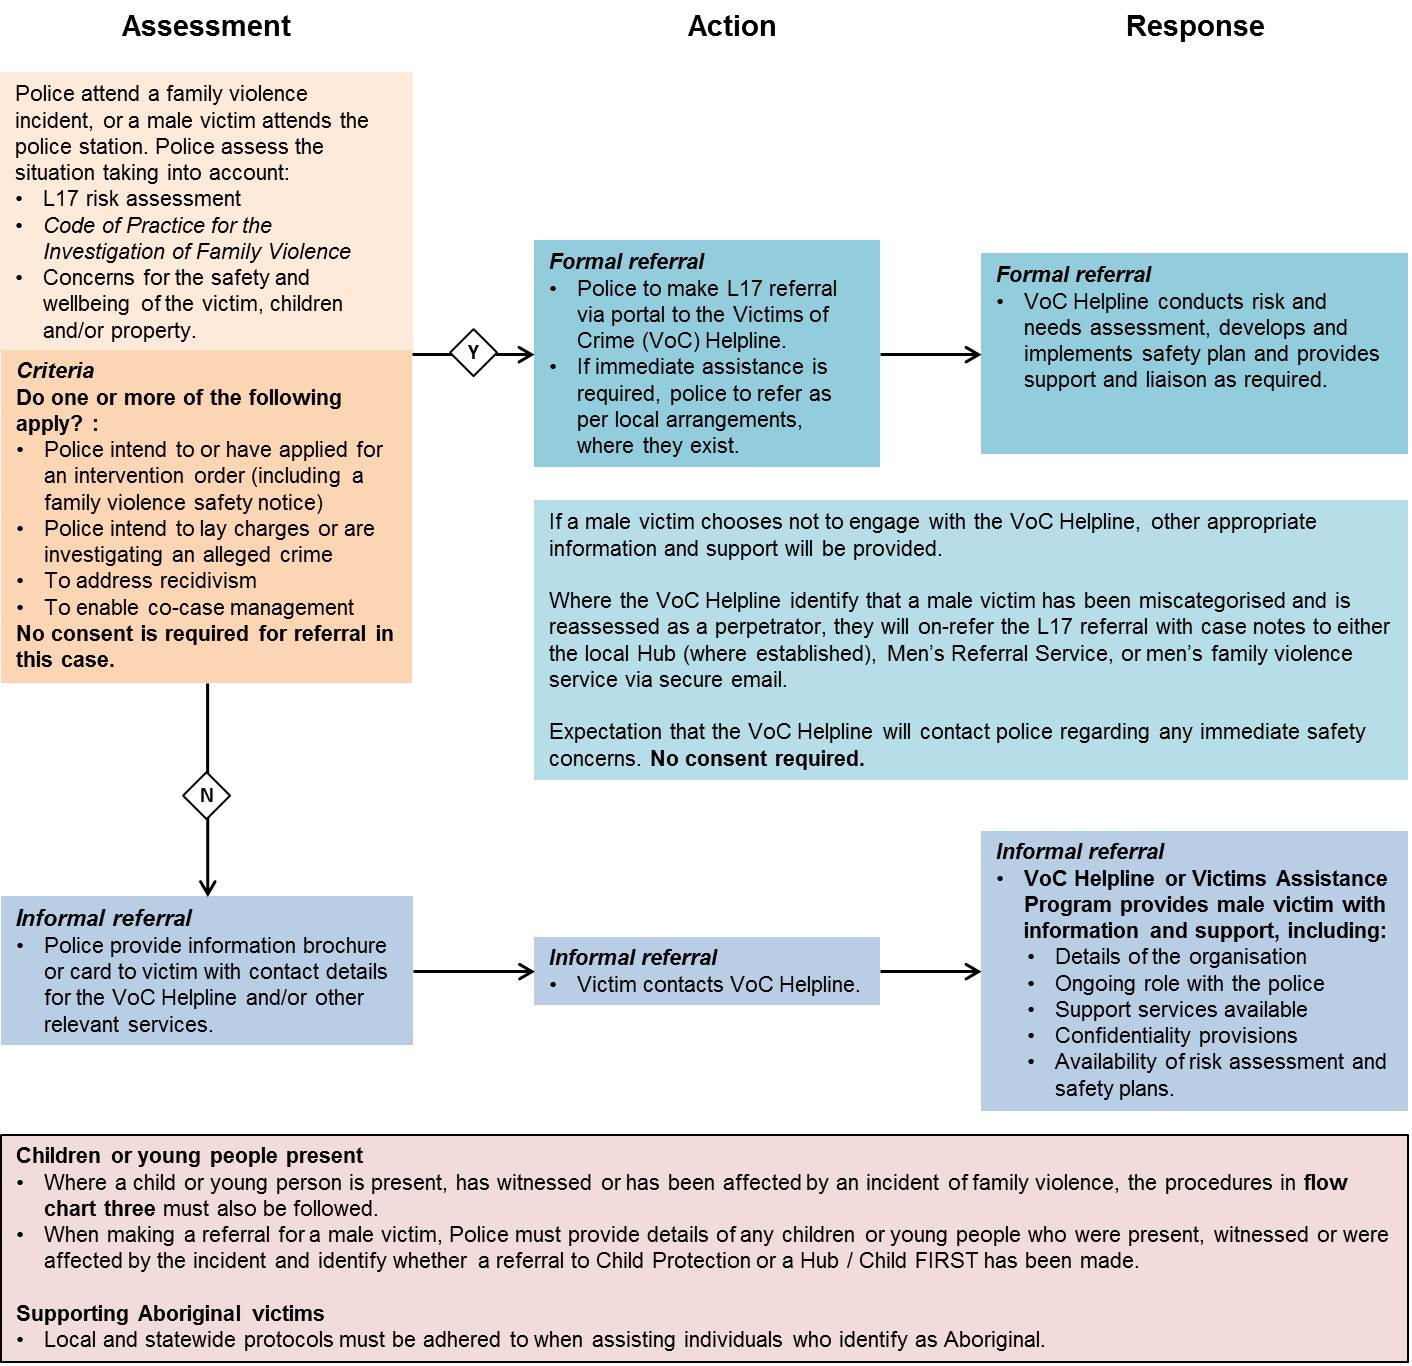 Assessment
Action
Response
Police attend a family violence
incident, or a male victim attends the
police station. Police assess the
situation taking into account:
• L17 risk assessment
• Code of Practice for the
Investigation of Family Violence
• Concerns for the safety and
wellbeing of the victim, children
and/or property.
Criteria
Do one or more of the following
apply? :
• Police intend to or have applied for
an intervention order (including a
family violence safety notice)
• Police intend to lay charges or are
investigating an alleged crime
• To address recidivism
• To enable co-case management
No consent is required for referral in
this case.
Y
Formal referral
• Police to make L17 referral
via portal to the Victims of
Crime (VoC) Helpline.
• If immediate assistance is
required, police to refer as
per local arrangements,
where they exist.
Formal referral
• VoC Helpline conducts risk and
needs assessment, develops and
implements safety plan and provides
support and liaison as required.
If a male victim chooses not to engage with the VoC Helpline, other appropriate
information and support will be provided.
Where the VoC Helpline identify that a male victim has been miscategorised and is
reassessed as a perpetrator, they will on-refer the L17 referral with case notes to either
the local Hub (where established), Men's Referral Service, or men's family violence
service via secure email.
Expectation that the VoC Helpline will contact police regarding any immediate safety
concerns. No consent required.
N
Informal referral
• Police provide information brochure
or card to victim with contact details
for the VoC Helpline and/or other
relevant services.
Informal referral
• Victim contacts VoC Helpline.
Informal referral
• VoC Helpline or Victims Assistance
Program provides male victim with
information and support, including:
• Details of the organisation
• Ongoing role with the police
• Support services available
• Confidentiality provisions
• Availability of risk assessment and
safety plans.
Children or young people present
• Where a child or young person is present, has witnessed or has been affected by an incident of family violence, the procedures in flow
chart three must also be followed.
• When making a referral for a male victim, Police must provide details of any children or young people who were present, witnessed or were
affected by the incident and identify whether a referral to Child Protection or a Hub / Child FIRST has been made.
Supporting Aboriginal victims
• Local and statewide protocols must be adhered to when assisting individuals who identify as Aboriginal.